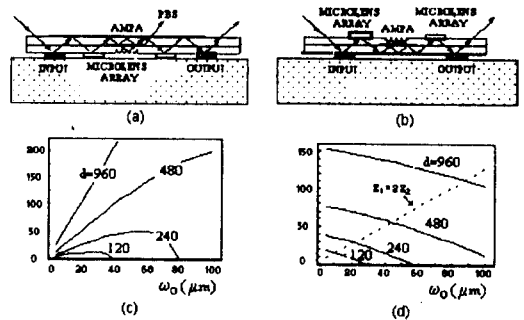 AMPA
PBS
INPUT
MICROLENS
ARRAY
OUTPUT
(a)
MICROLENS
ARRAY
AMPA
MICROLENS
ARRAY
INPUT
OUTPUT
(b)
200
150
100
50
0
d=960
480
240
120
0 20 40 60 80 100
ω₀ (μm)
(c)
150
100
50
0
d=960
Z₁ = 2Z₂
480
240
120
0 20 40 60 80 100
ω₀ (μm)
(d)